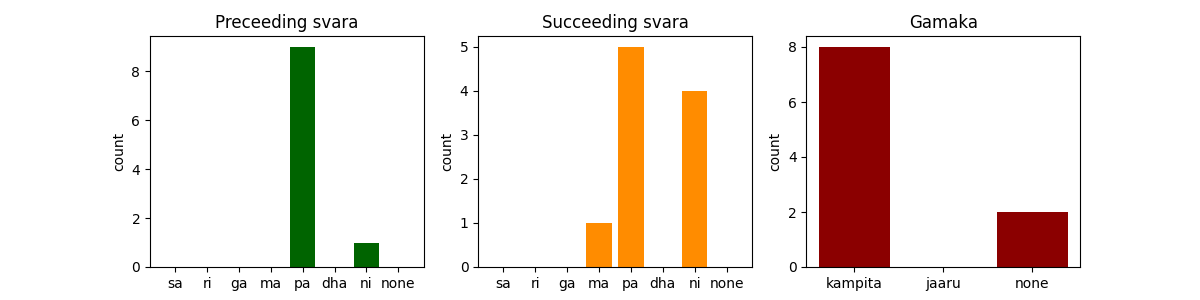 Preceeding svara
count
8
6
4
2
0
sa ri ga ma pa dha ni none
Succeeding svara
count
5
4
3
2
1
0
sa ri ga ma pa dha ni none
Gamaka
count
8
6
4
2
0
kampita jaaru none